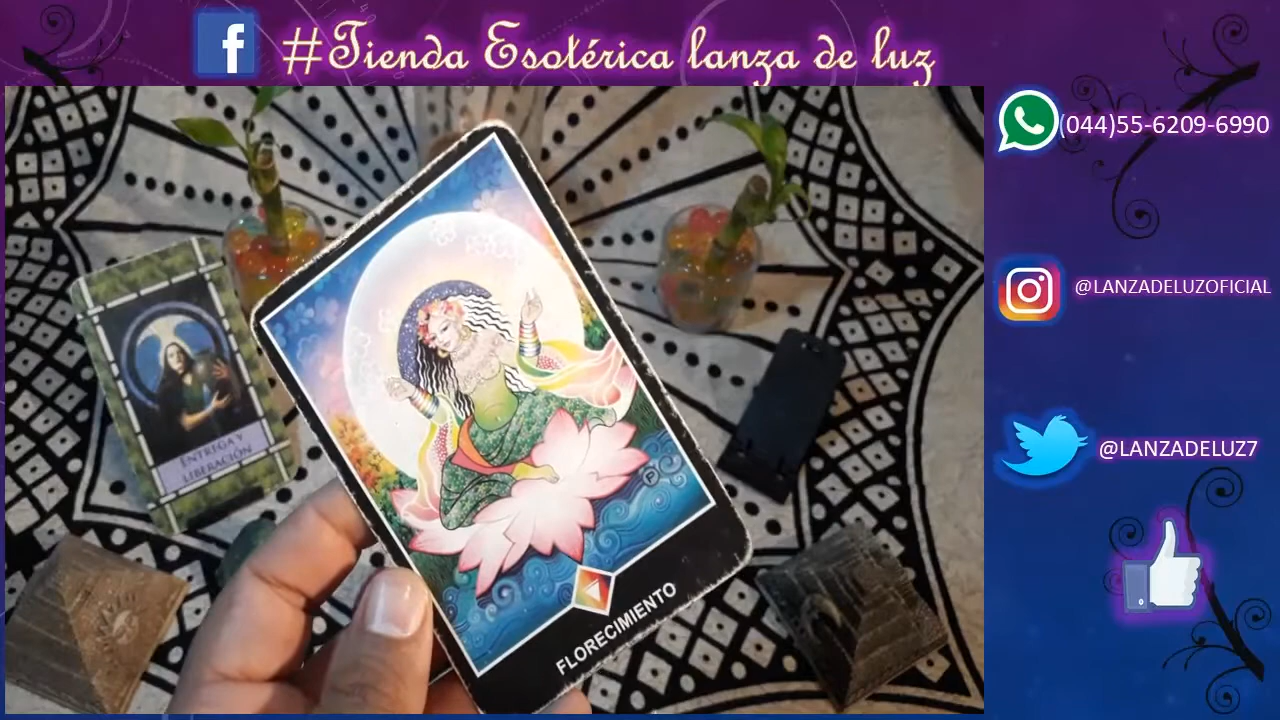 #Tienda Esotérica lanza de luz
(044)55-6209-6990
@LANZADELUZOFICIAL
@LANZADELUZ7
ENTREGA Y
LIBERACIÓN
FLORECIMIENTO